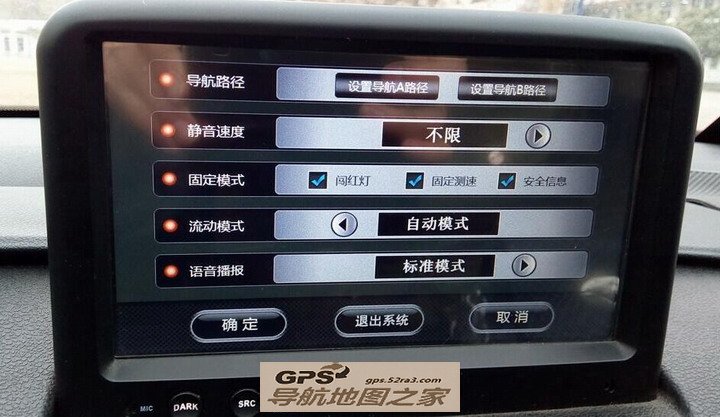 导航路径 设置导航A路径 设置导航B路径
静音速度 不限
固定模式 闯红灯 固定测速 安全信息
流动模式 自动模式
语音播报 标准模式
确定 退出系统 取消
MIC DARK SRC
GPS gps.52ra3.com
导航地图之家